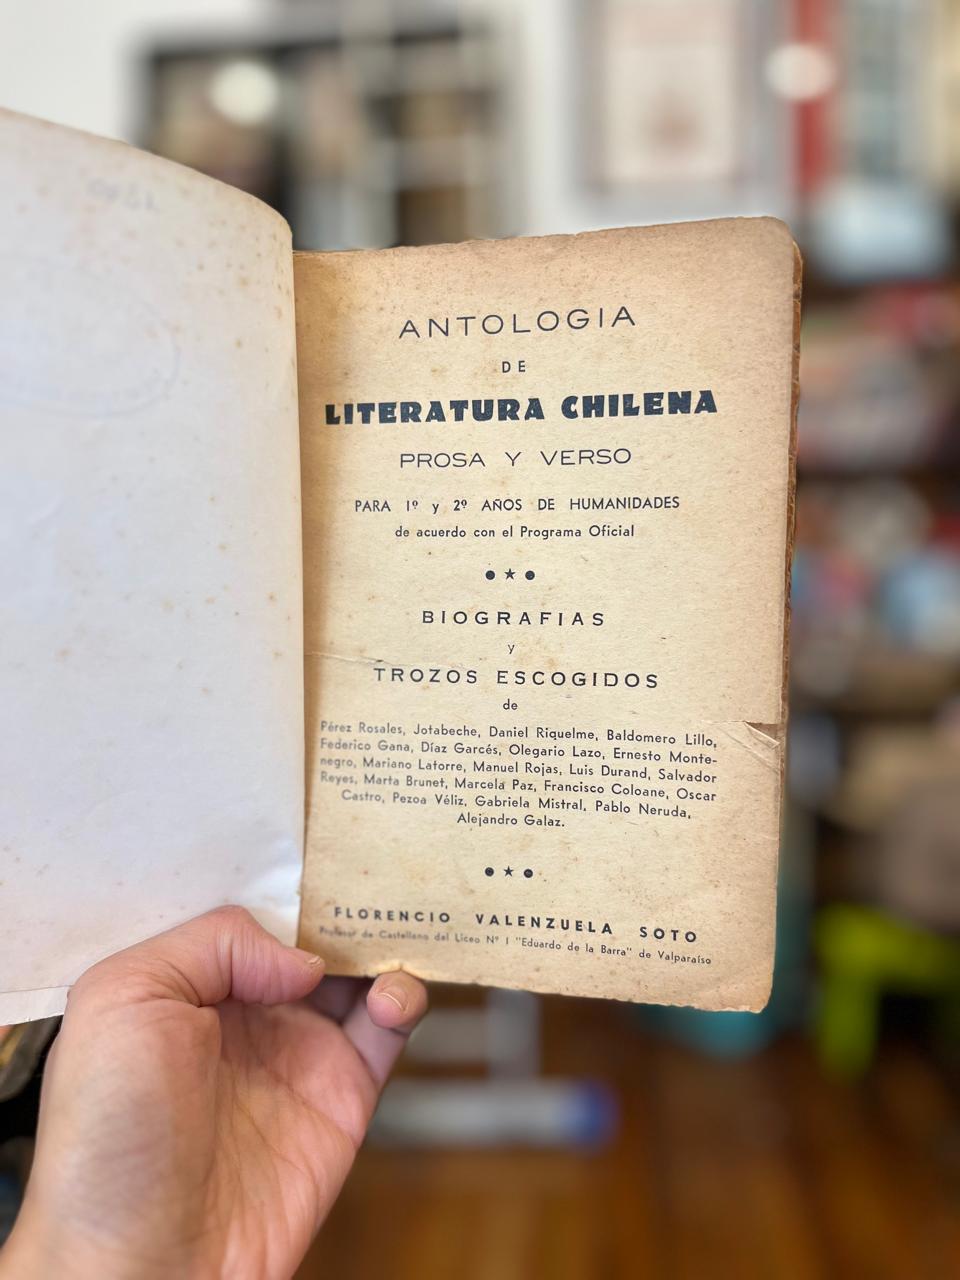 ANTOLOGIA
DE
LITERATURA CHILENA
PROSA Y VERSO
PARA 1º y 2º AÑOS DE HUMANIDADES
de acuerdo con el Programa Oficial
BIOGRAFIAS
y
TROZOS ESCOGIDOS
de
Pérez Rosales, Jotabeche, Daniel Riquelme, Baldomero Lillo,
Federico Gana, Díaz Garcés, Olegario Lazo, Ernesto Monte-
negro, Mariano Latorre, Manuel Rojas, Luis Durand, Salvador
Reyes, Marta Brunet, Marcela Paz, Francisco Coloane, Oscar
Castro, Pezoa Véliz, Gabriela Mistral, Pablo Neruda,
Alejandro Galaz.
FLORENCIO VALENZUELA SOTO
Profesor de Castellano del Liceo Nº 1 "Eduardo de la Barra" de Valparaíso